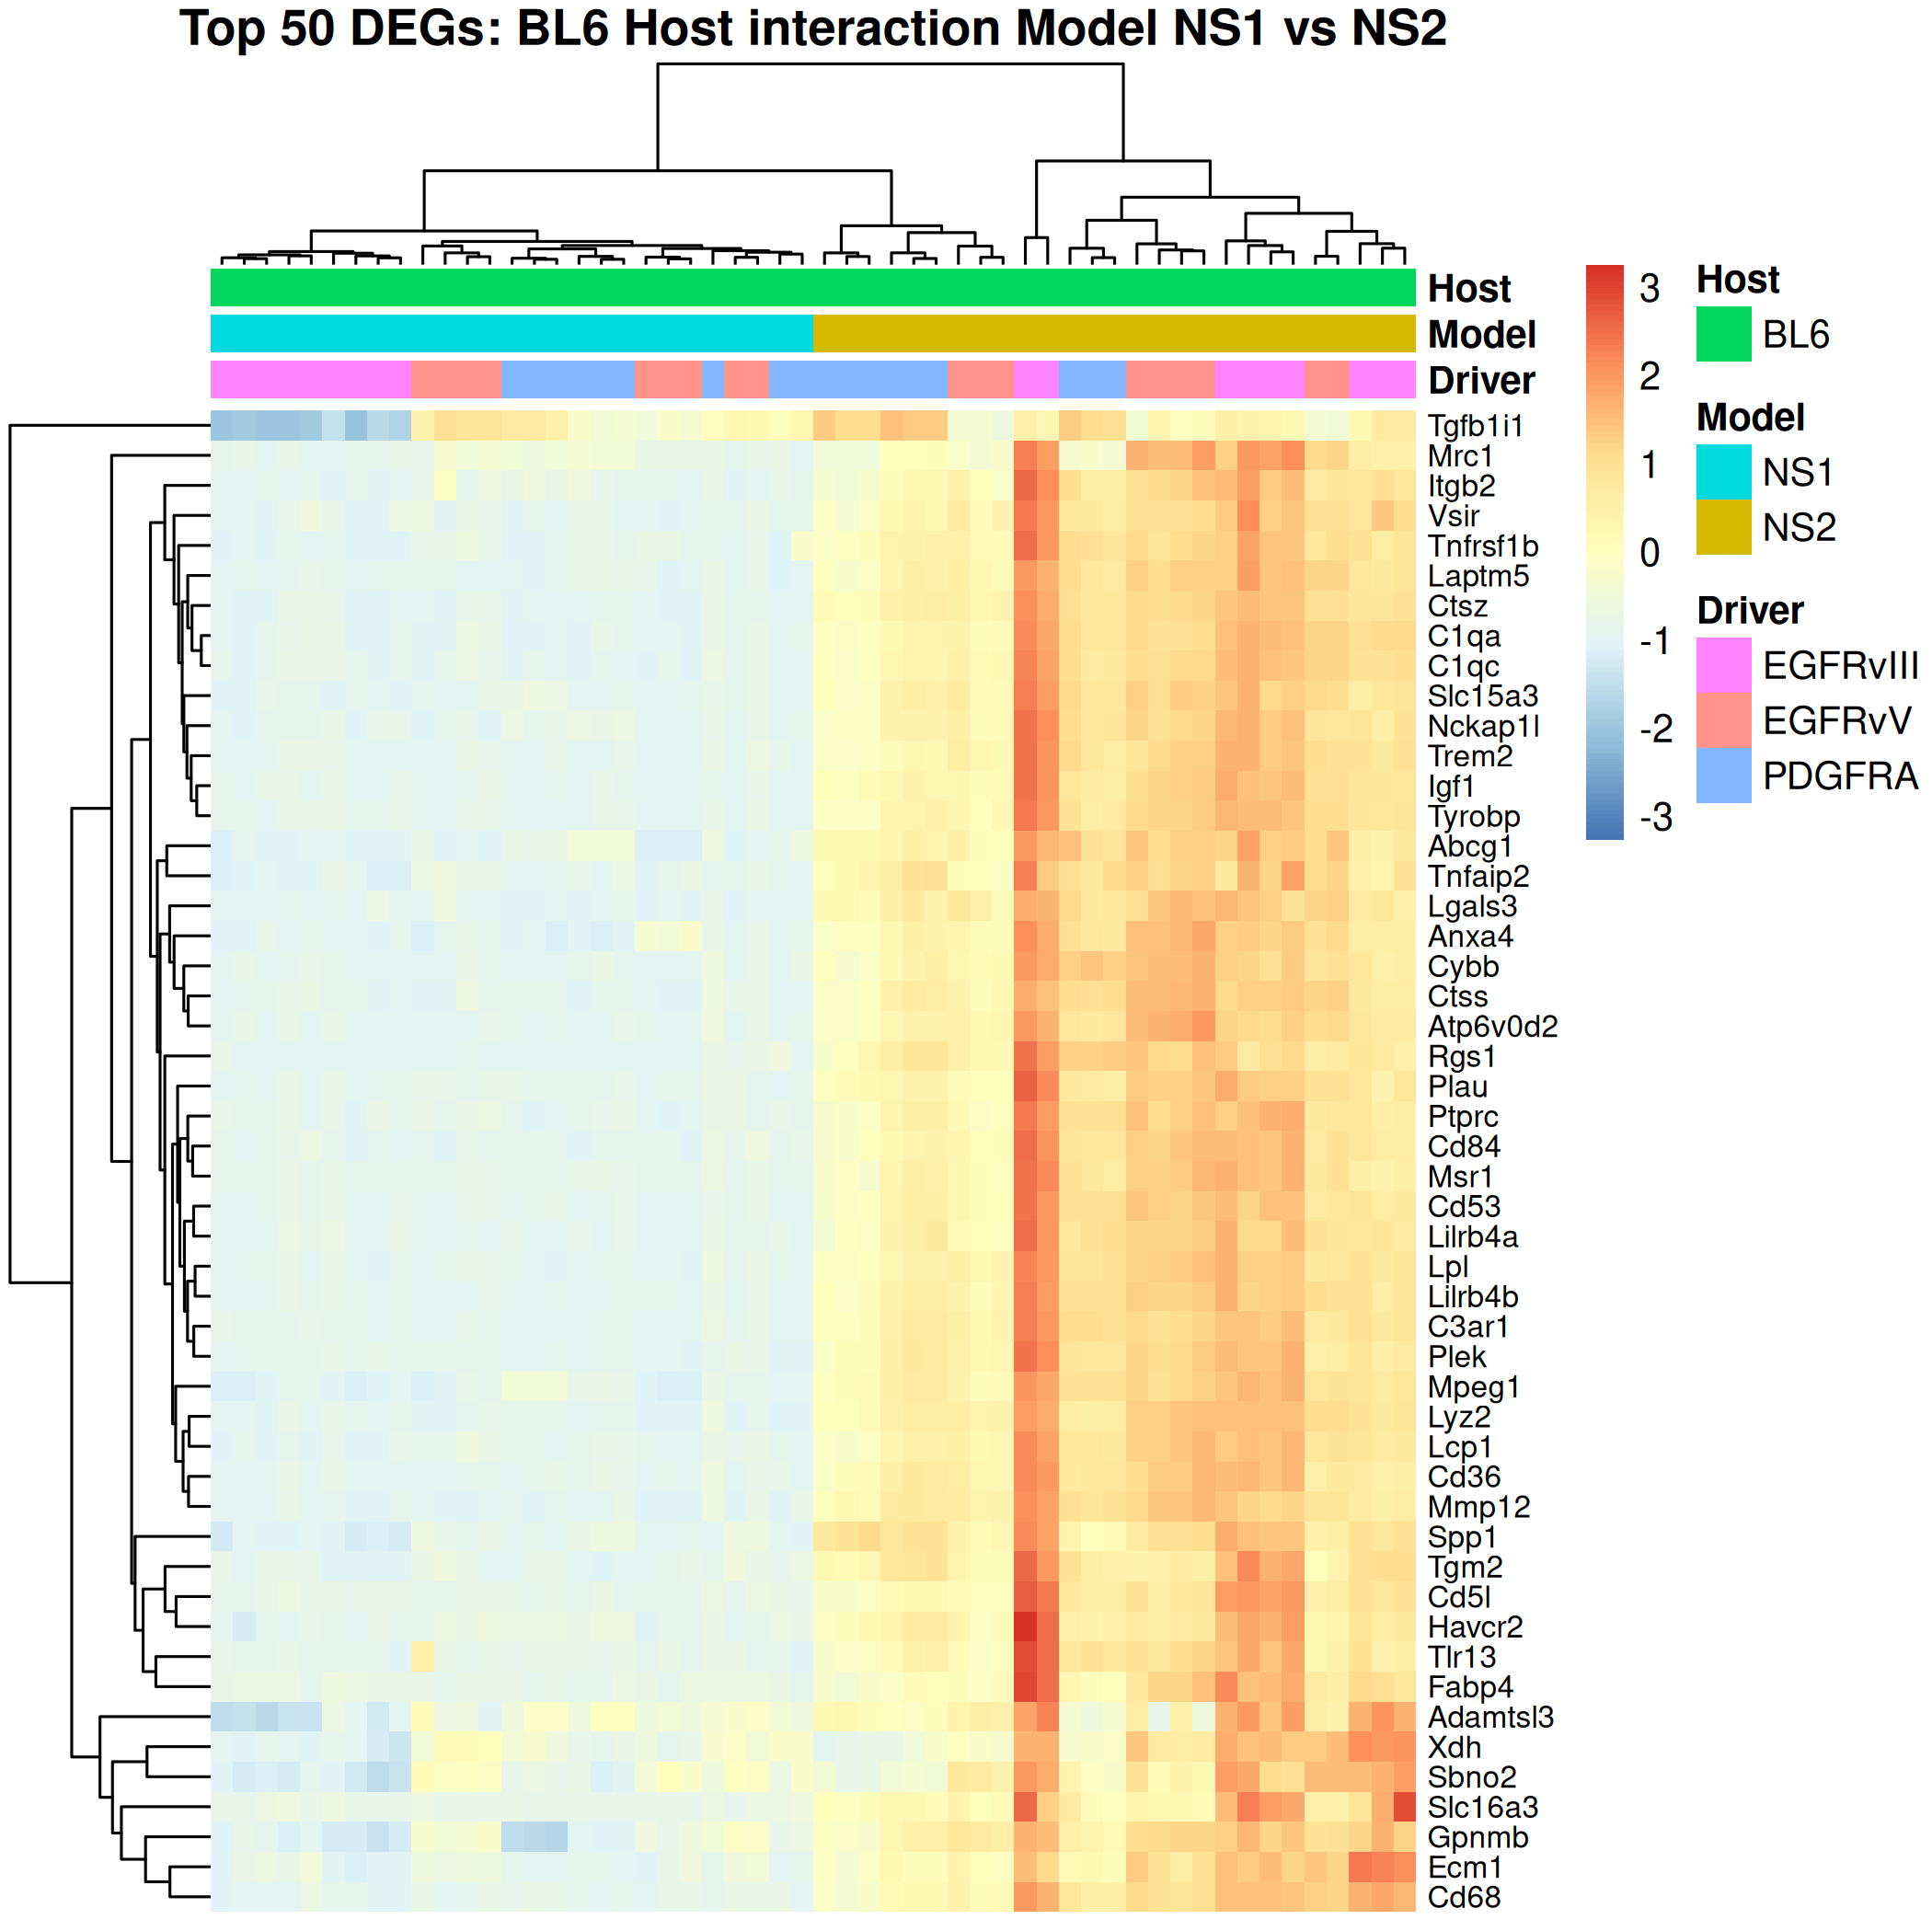 Top 50 DEGs: BL6 Host interaction Model NS1 vs NS2
Host
Model
Driver
Tgfb1i1
Mrc1
Itgb2
Vsir
Tnfrsf1b
Laptm5
Ctsz
C1qa
C1qc
Slc15a3
Nckap1l
Trem2
Igf1
Tyrobp
Abcg1
Tnfaip2
Lgals3
Anxa4
Cybb
Ctss
Atp6v0d2
Rgs1
Plau
Ptprc
Cd84
Msr1
Cd53
Lilrb4a
Lpl
Lilrb4b
C3ar1
Plek
Mpeg1
Lyz2
Lcp1
Cd36
Mmp12
Spp1
Tgm2
Cd5l
Havcr2
Tlr13
Fabp4
Adamtsl3
Xdh
Sbno2
Slc16a3
Gpnmb
Ecm1
Cd68
3
2
1
0
-1
-2
-3
Host
BL6
Model
NS1
NS2
Driver
EGFRvIII
EGFRvV
PDGFRA